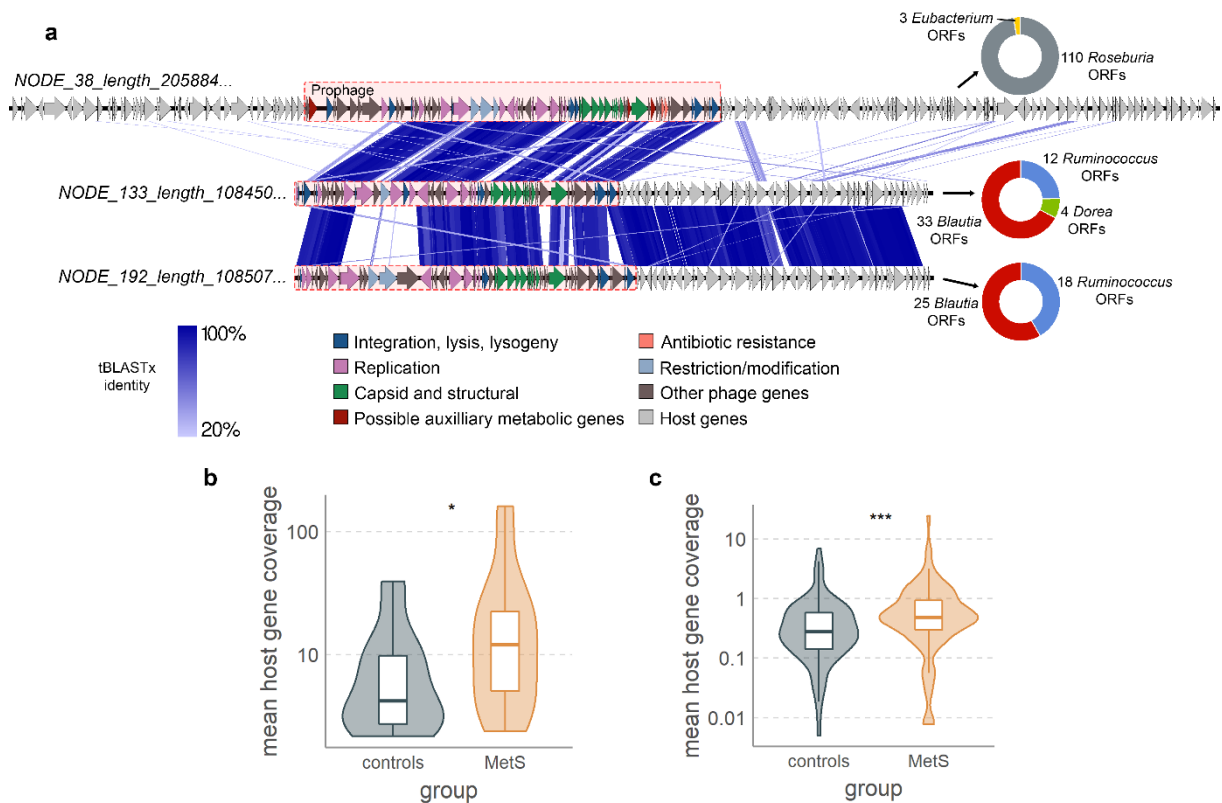 a
3 Eubacterium
ORFs
110 Roseburia
ORFs
NODE_38_length_205884...
Prophage
NODE_133_length_108450...
12 Ruminococcus
ORFs
4 Dorea
ORFs
33 Blautia
ORFs
NODE_192_length_108507...
25 Blautia
ORFs
18 Ruminococcus
ORFs
tBLASTx
identity
100%
20%
Integration, lysis, lysogeny
Replication
Capsid and structural
Possible auxilliary metabolic genes
Antibiotic resistance
Restriction/modification
Other phage genes
Host genes
b
mean host gene coverage
100
10
*
controls
MetS
group
c
mean host gene coverage
10
1
0.1
0.01
***
controls
MetS
group